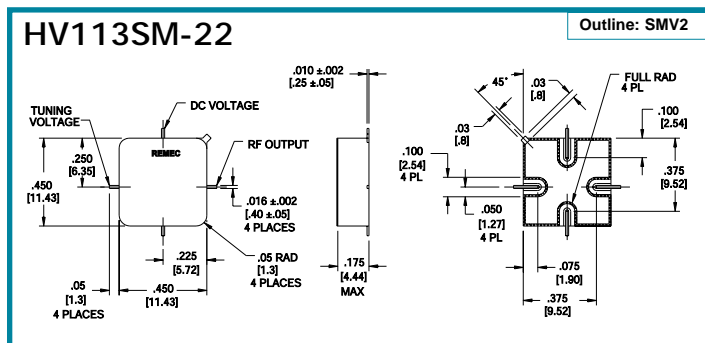 HV113SM-22
Outline: SMV2
.010 ±.002
[.25 ±.05]
45°
.03
[.8]
FULL RAD
4 PL
TUNING
VOLTAGE
DC VOLTAGE
.03
[.8]
.100
[2.54]
REMEC
RF OUTPUT
.250
[6.35]
.100
[2.54]
4 PL
.375
[9.52]
.450
[11.43]
.016 ±.002
[.40 ±.05]
4 PLACES
.050
[1.27]
4 PL
.225
[5.72]
.05 RAD
[1.3]
4 PLACES
.175
[4.44]
MAX
.075
[1.90]
.05
[1.3]
4 PLACES
.450
[11.43]
.375
[9.52]